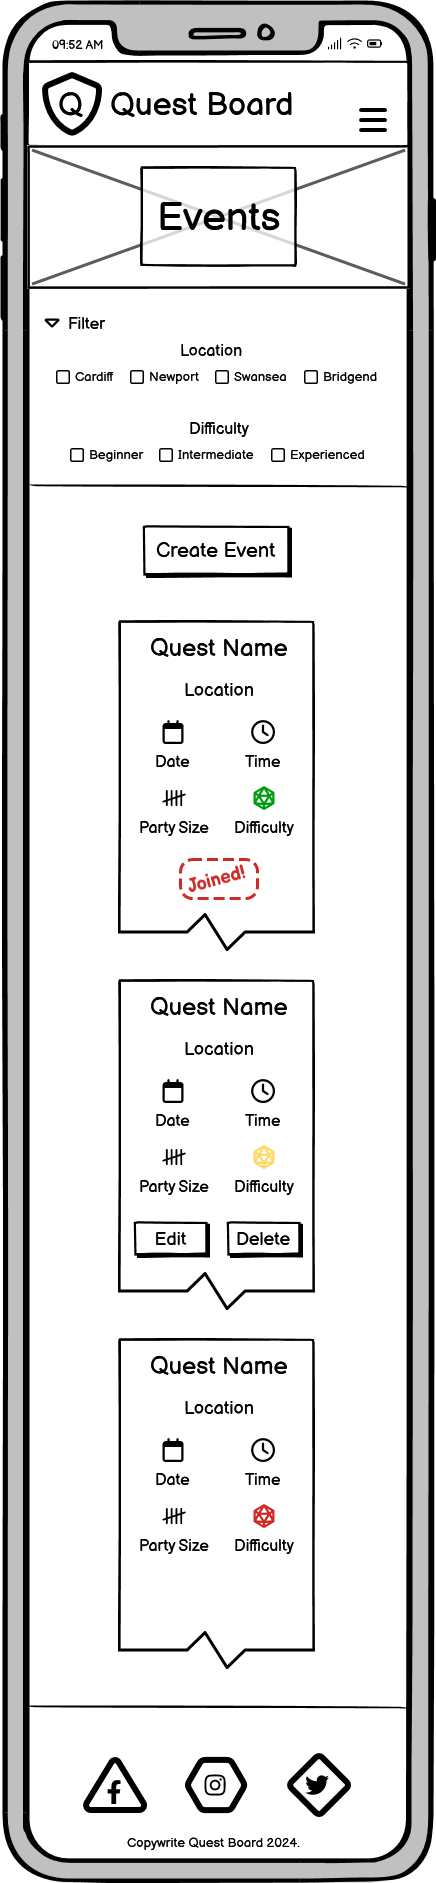 09:52 AM
Q Quest Board
Events
Filter
Location
Cardiff Newport Swansea Bridgend
Difficulty
Beginner Intermediate Experienced
Create Event
Quest Name
Location
Date Time
Party Size Difficulty
Joined!
Quest Name
Location
Date Time
Party Size Difficulty
Edit Delete
Quest Name
Location
Date Time
Party Size Difficulty
Copywrite Quest Board 2024.